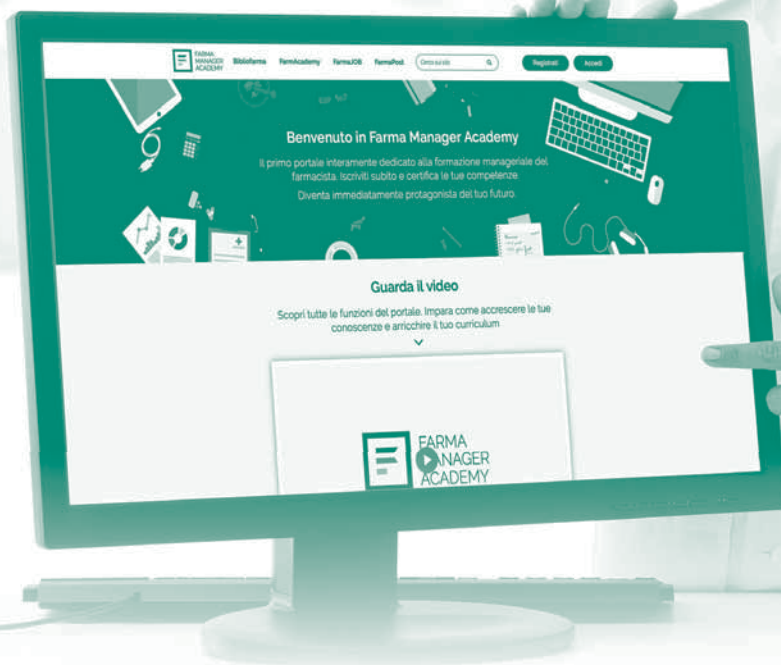 FARMA
MANAGER
ACADEMY
Bibliofarma FarmAcademy FarmaJOB FarmaPost Cerca sul sito Registrati Accedi
Benvenuto in Farma Manager Academy
Il primo portale interamente dedicato alla formazione manageriale del
farmacista. Iscriviti subito e certifica le tue competenze.
Diventa immediatamente protagonista del tuo futuro.
Guarda il video
Scopri tutte le funzioni del portale. Impara come accrescere le tue
conoscenze e arricchire il tuo curriculum
FARMA
MANAGER
ACADEMY